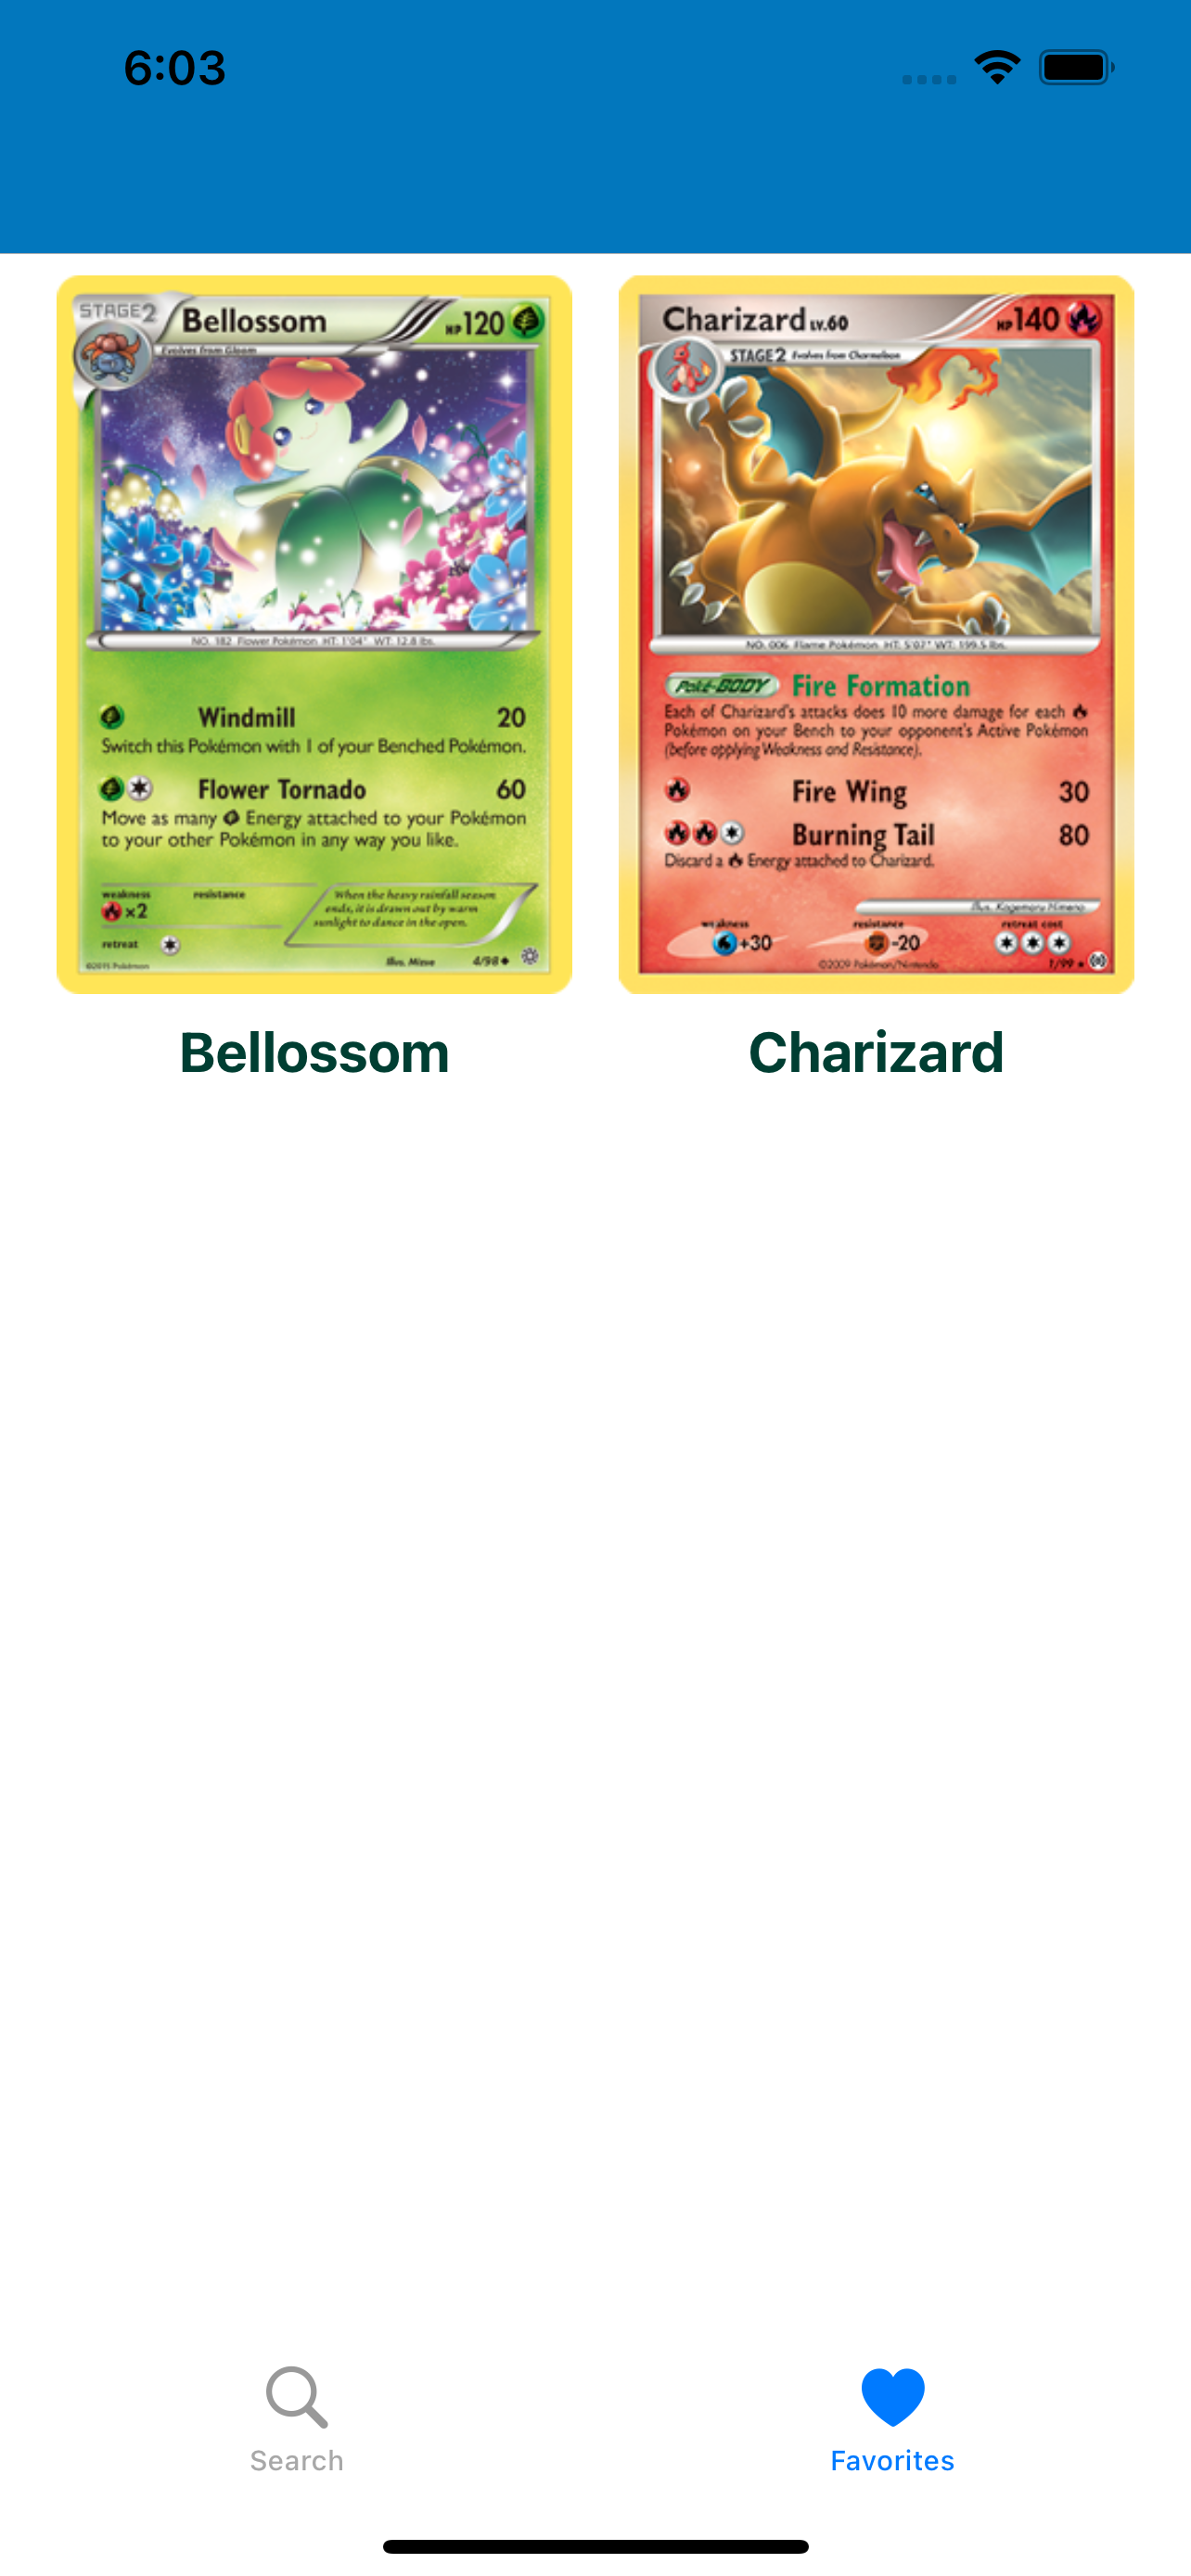 6:03
STAGE2 Bellossom HP120
Evolves from Gloom
NO. 182 Flower Pokémon HT: 1'04" WT: 12.8 lbs.
Windmill 20
Switch this Pokémon with 1 of your Benched Pokémon.
Flower Tornado 60
Move as many Energy attached to your Pokémon
to your other Pokémon in any way you like.
weakness resistance
×2
When the heavy rainfall season
ends, it is drawn out by warm
sunlight to dance in the open.
retreat
©2015 Pokémon
Illus. Mizue 4/98
Charizard LV.60 HP140
STAGE2 Evolves from Charmeleon
NO. 006 Flame Pokémon HT: 5'07" WT: 199.5 lbs.
Poké-BODY Fire Formation
Each of Charizard's attacks does 10 more damage for each
Pokémon on your Bench to your opponent's Active Pokémon
(before applying Weakness and Resistance).
Fire Wing 30
Burning Tail 80
Discard a Energy attached to Charizard.
Illus. Kagemaru Himeno
weakness resistance retreat cost
+30 -20
©2009 Pokémon/Nintendo 1/99
Bellossom
Charizard
Search
Favorites